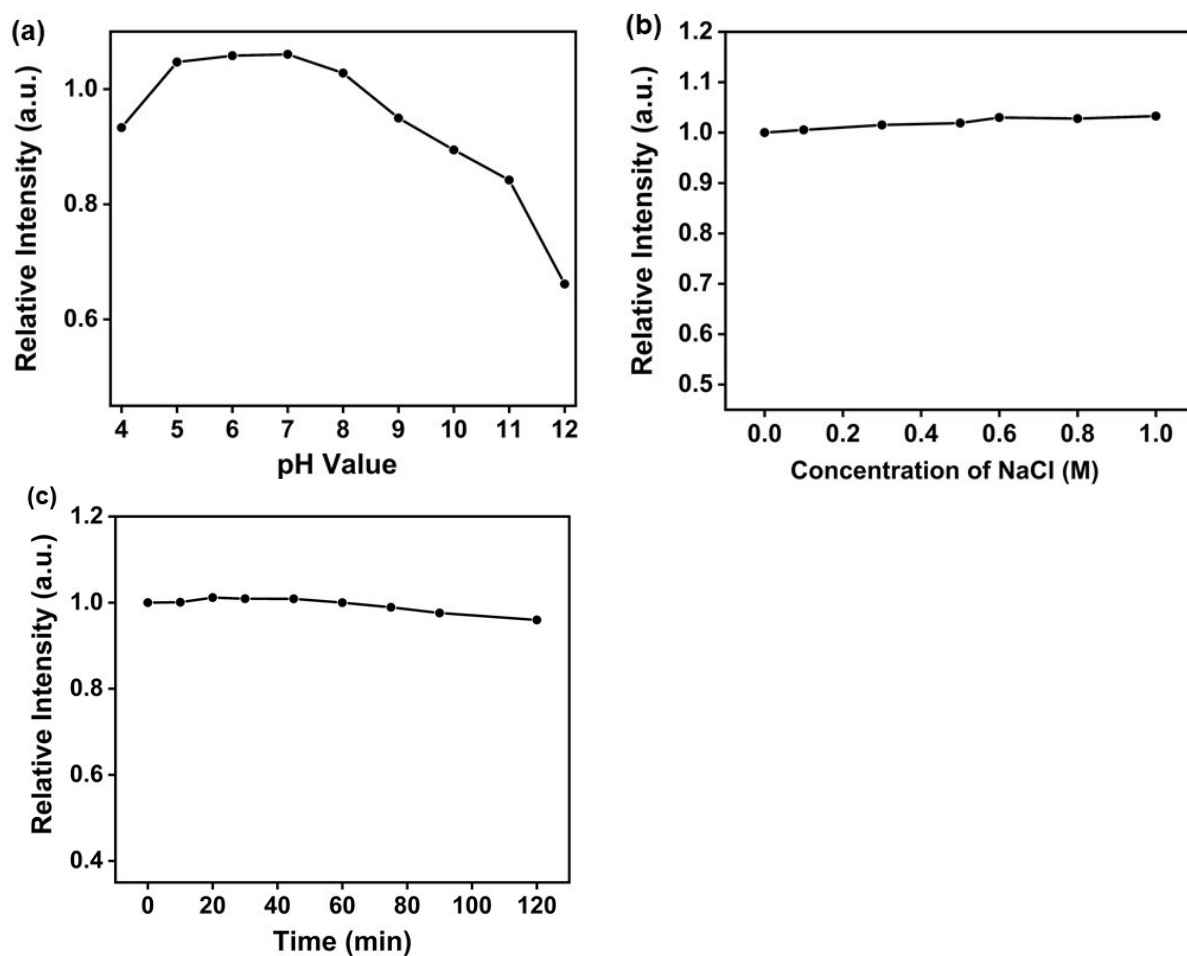 (a)
Relative Intensity (a.u.)
1.0
0.8
0.6
4 5 6 7 8 9 10 11 12
pH Value
(b)
Relative Intensity (a.u.)
1.2
1.1
1.0
0.9
0.8
0.7
0.6
0.5
0.0 0.2 0.4 0.6 0.8 1.0
Concentration of NaCl (M)
(c)
Relative Intensity (a.u.)
1.2
1.0
0.8
0.6
0.4
0 20 40 60 80 100 120
Time (min)